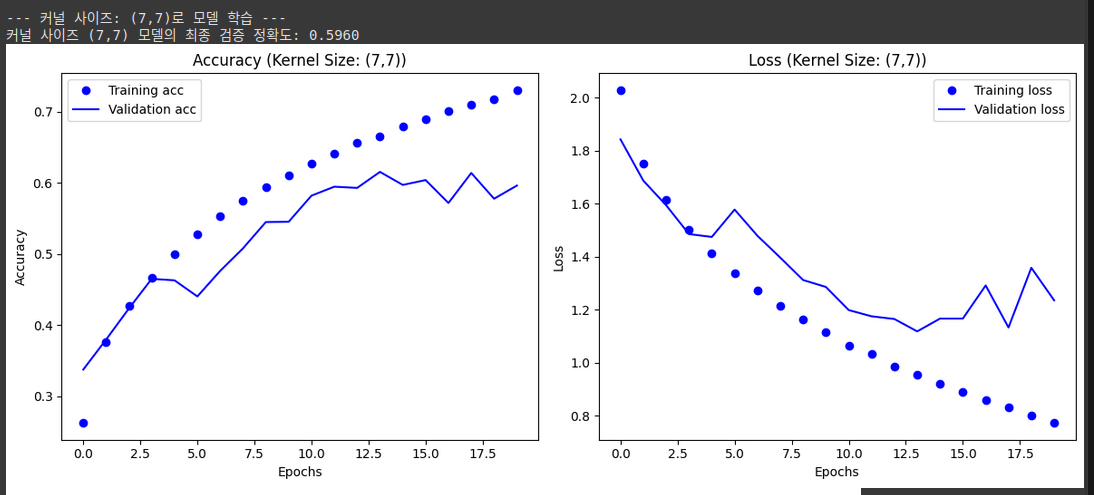 --- 커널 사이즈: (7,7)로 모델 학습 ---
커널 사이즈 (7,7) 모델의 최종 검증 정확도: 0.5960
Accuracy (Kernel Size: (7,7))
Training acc
Validation acc
0.7
0.6
0.5
0.4
0.3
Accuracy
0.0 2.5 5.0 7.5 10.0 12.5 15.0 17.5
Epochs
Loss (Kernel Size: (7,7))
Training loss
Validation loss
2.0
1.8
1.6
1.4
1.2
1.0
0.8
Loss
0.0 2.5 5.0 7.5 10.0 12.5 15.0 17.5
Epochs